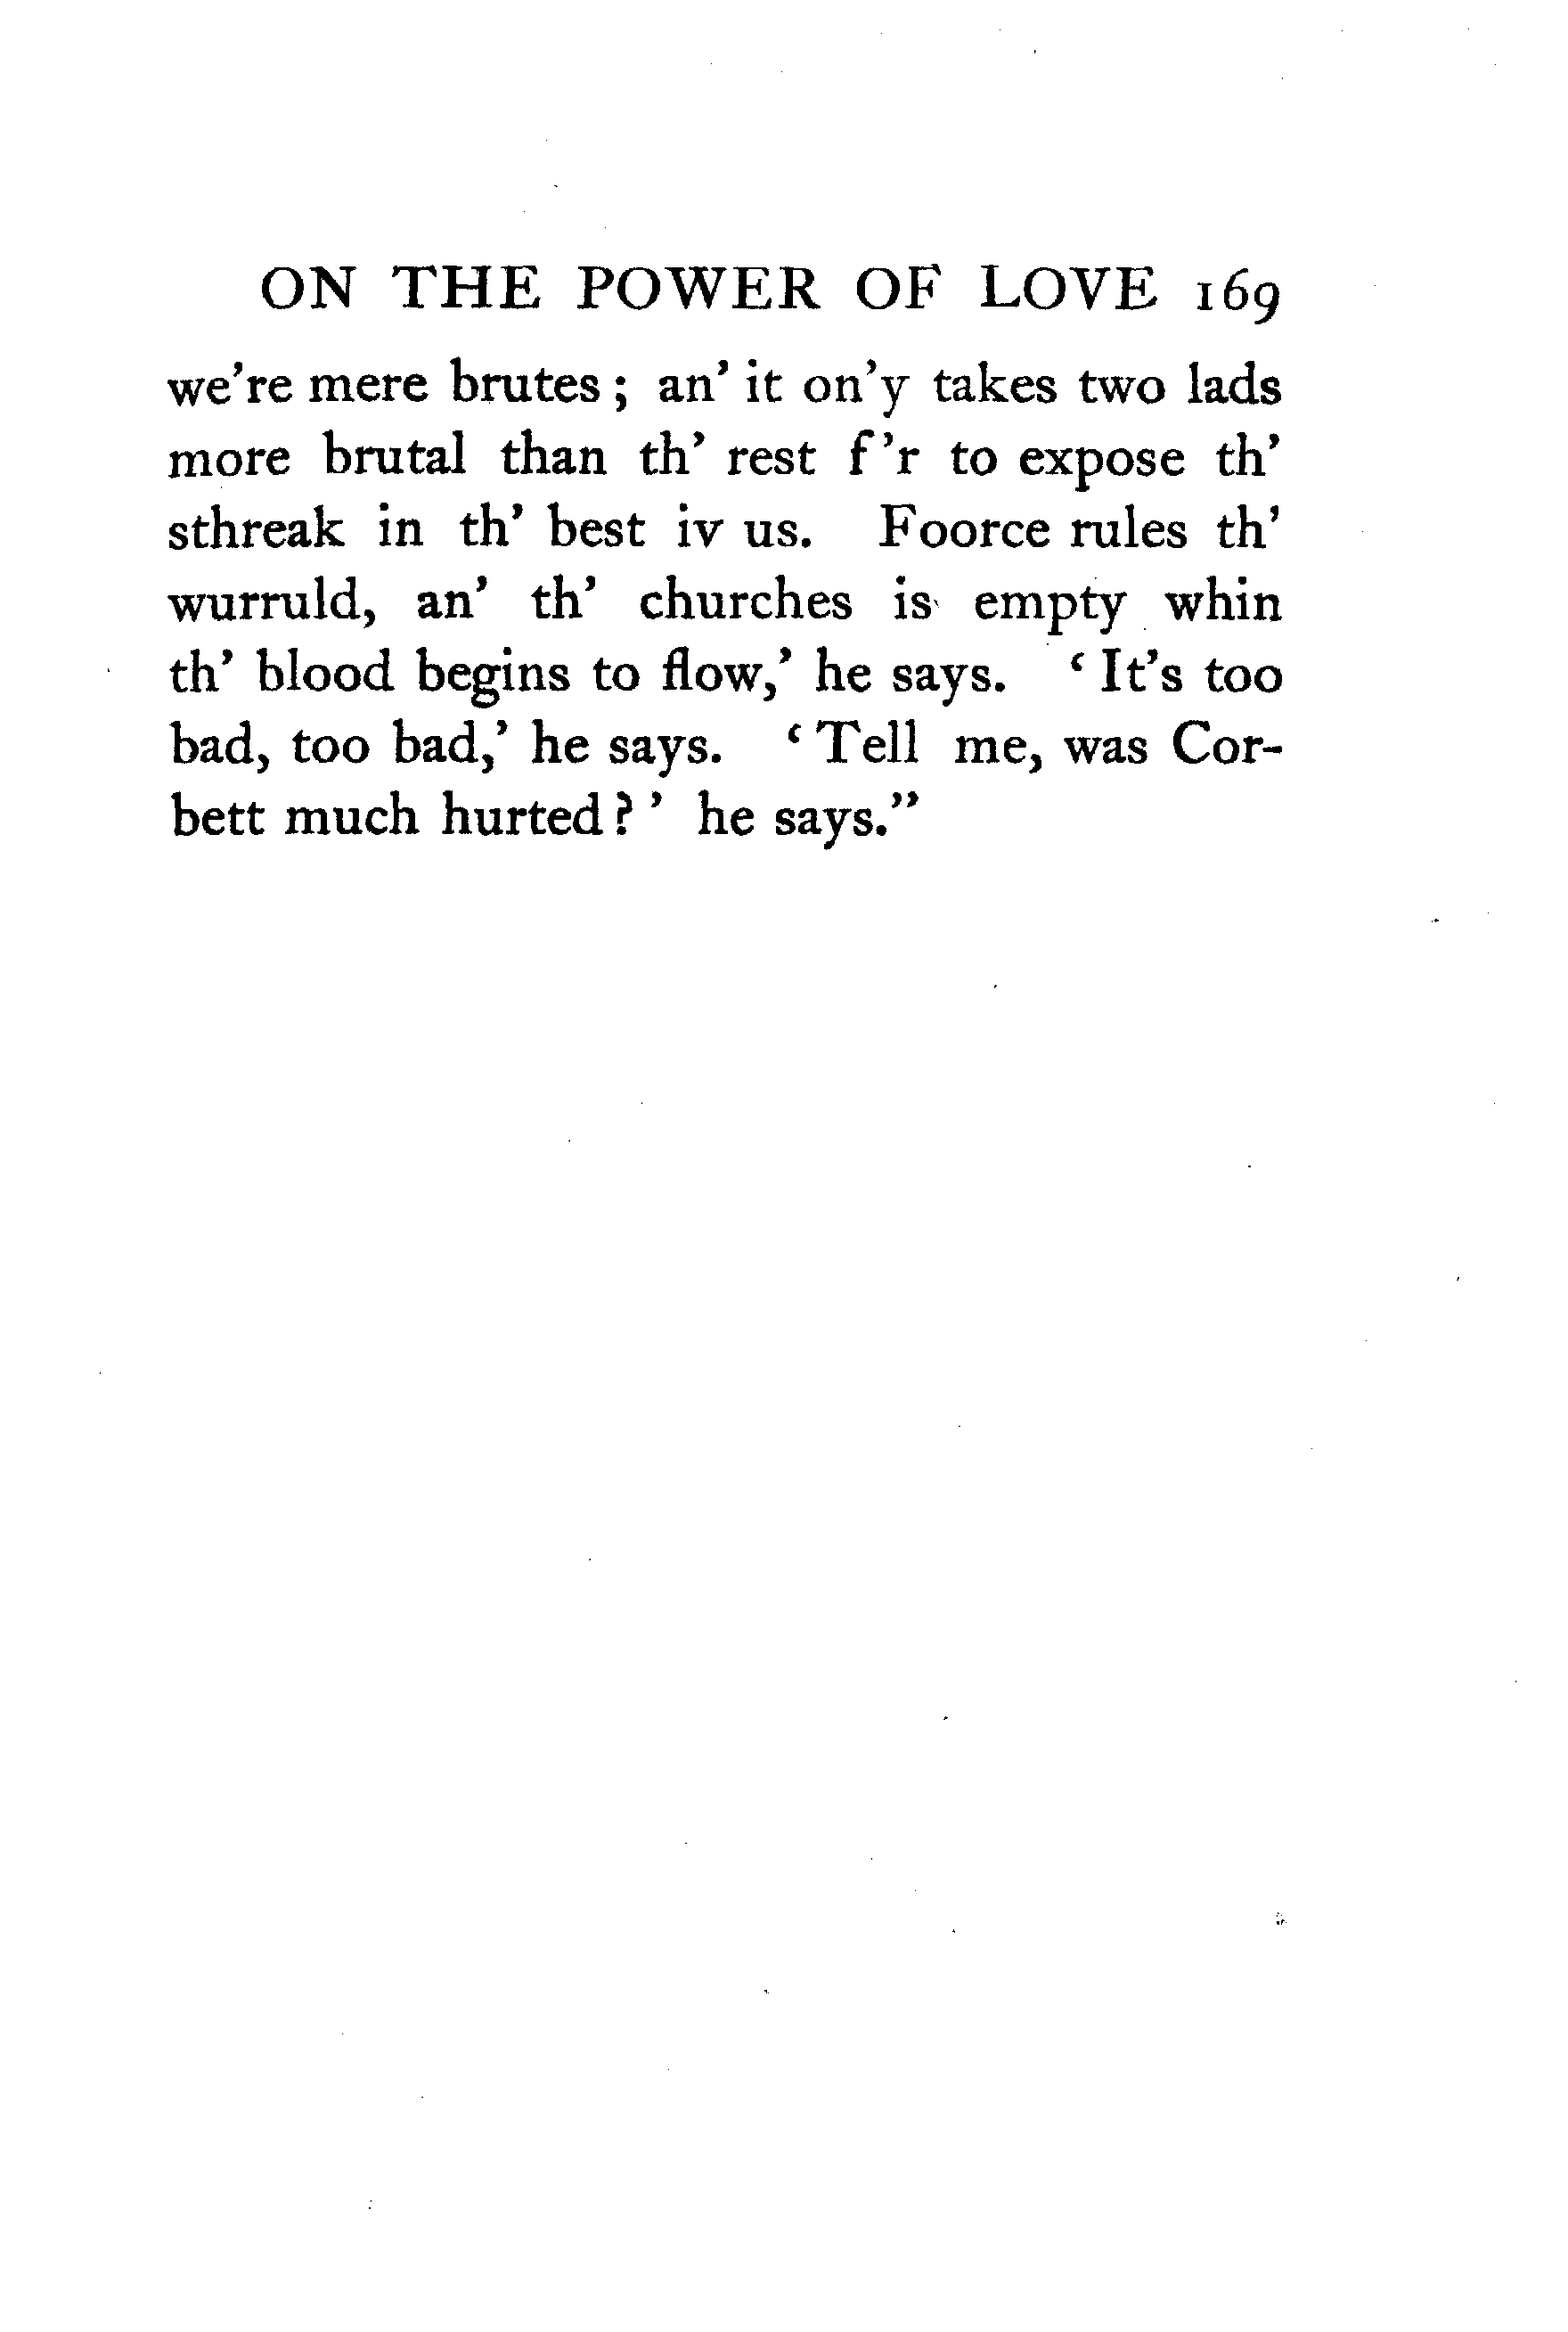 ON THE POWER OF LOVE 169
we're mere brutes; an' it on'y takes two lads
more brutal than th' rest f'r to expose th'
sthreak in th' best iv us. Foorce rules th'
wurruld, an' th' churches is empty whin
th' blood begins to flow,' he says. 'It's too
bad, too bad,' he says. 'Tell me, was Cor-
bett much hurted?' he says."